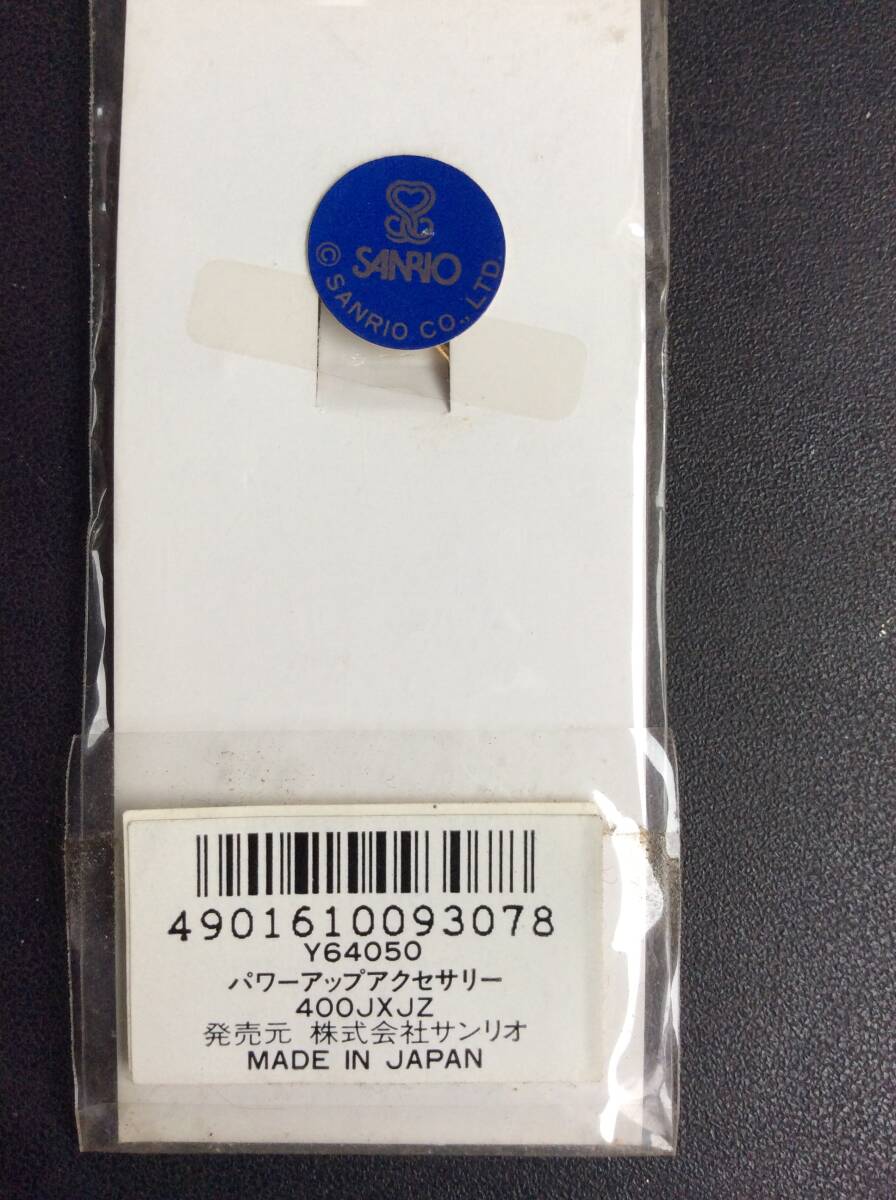 SANRIO
© SANRIO CO., LTD.
4901610093078
Y64050
パワーアップアクセサリー
400JXJZ
発売元 株式会社サンリオ
MADE IN JAPAN